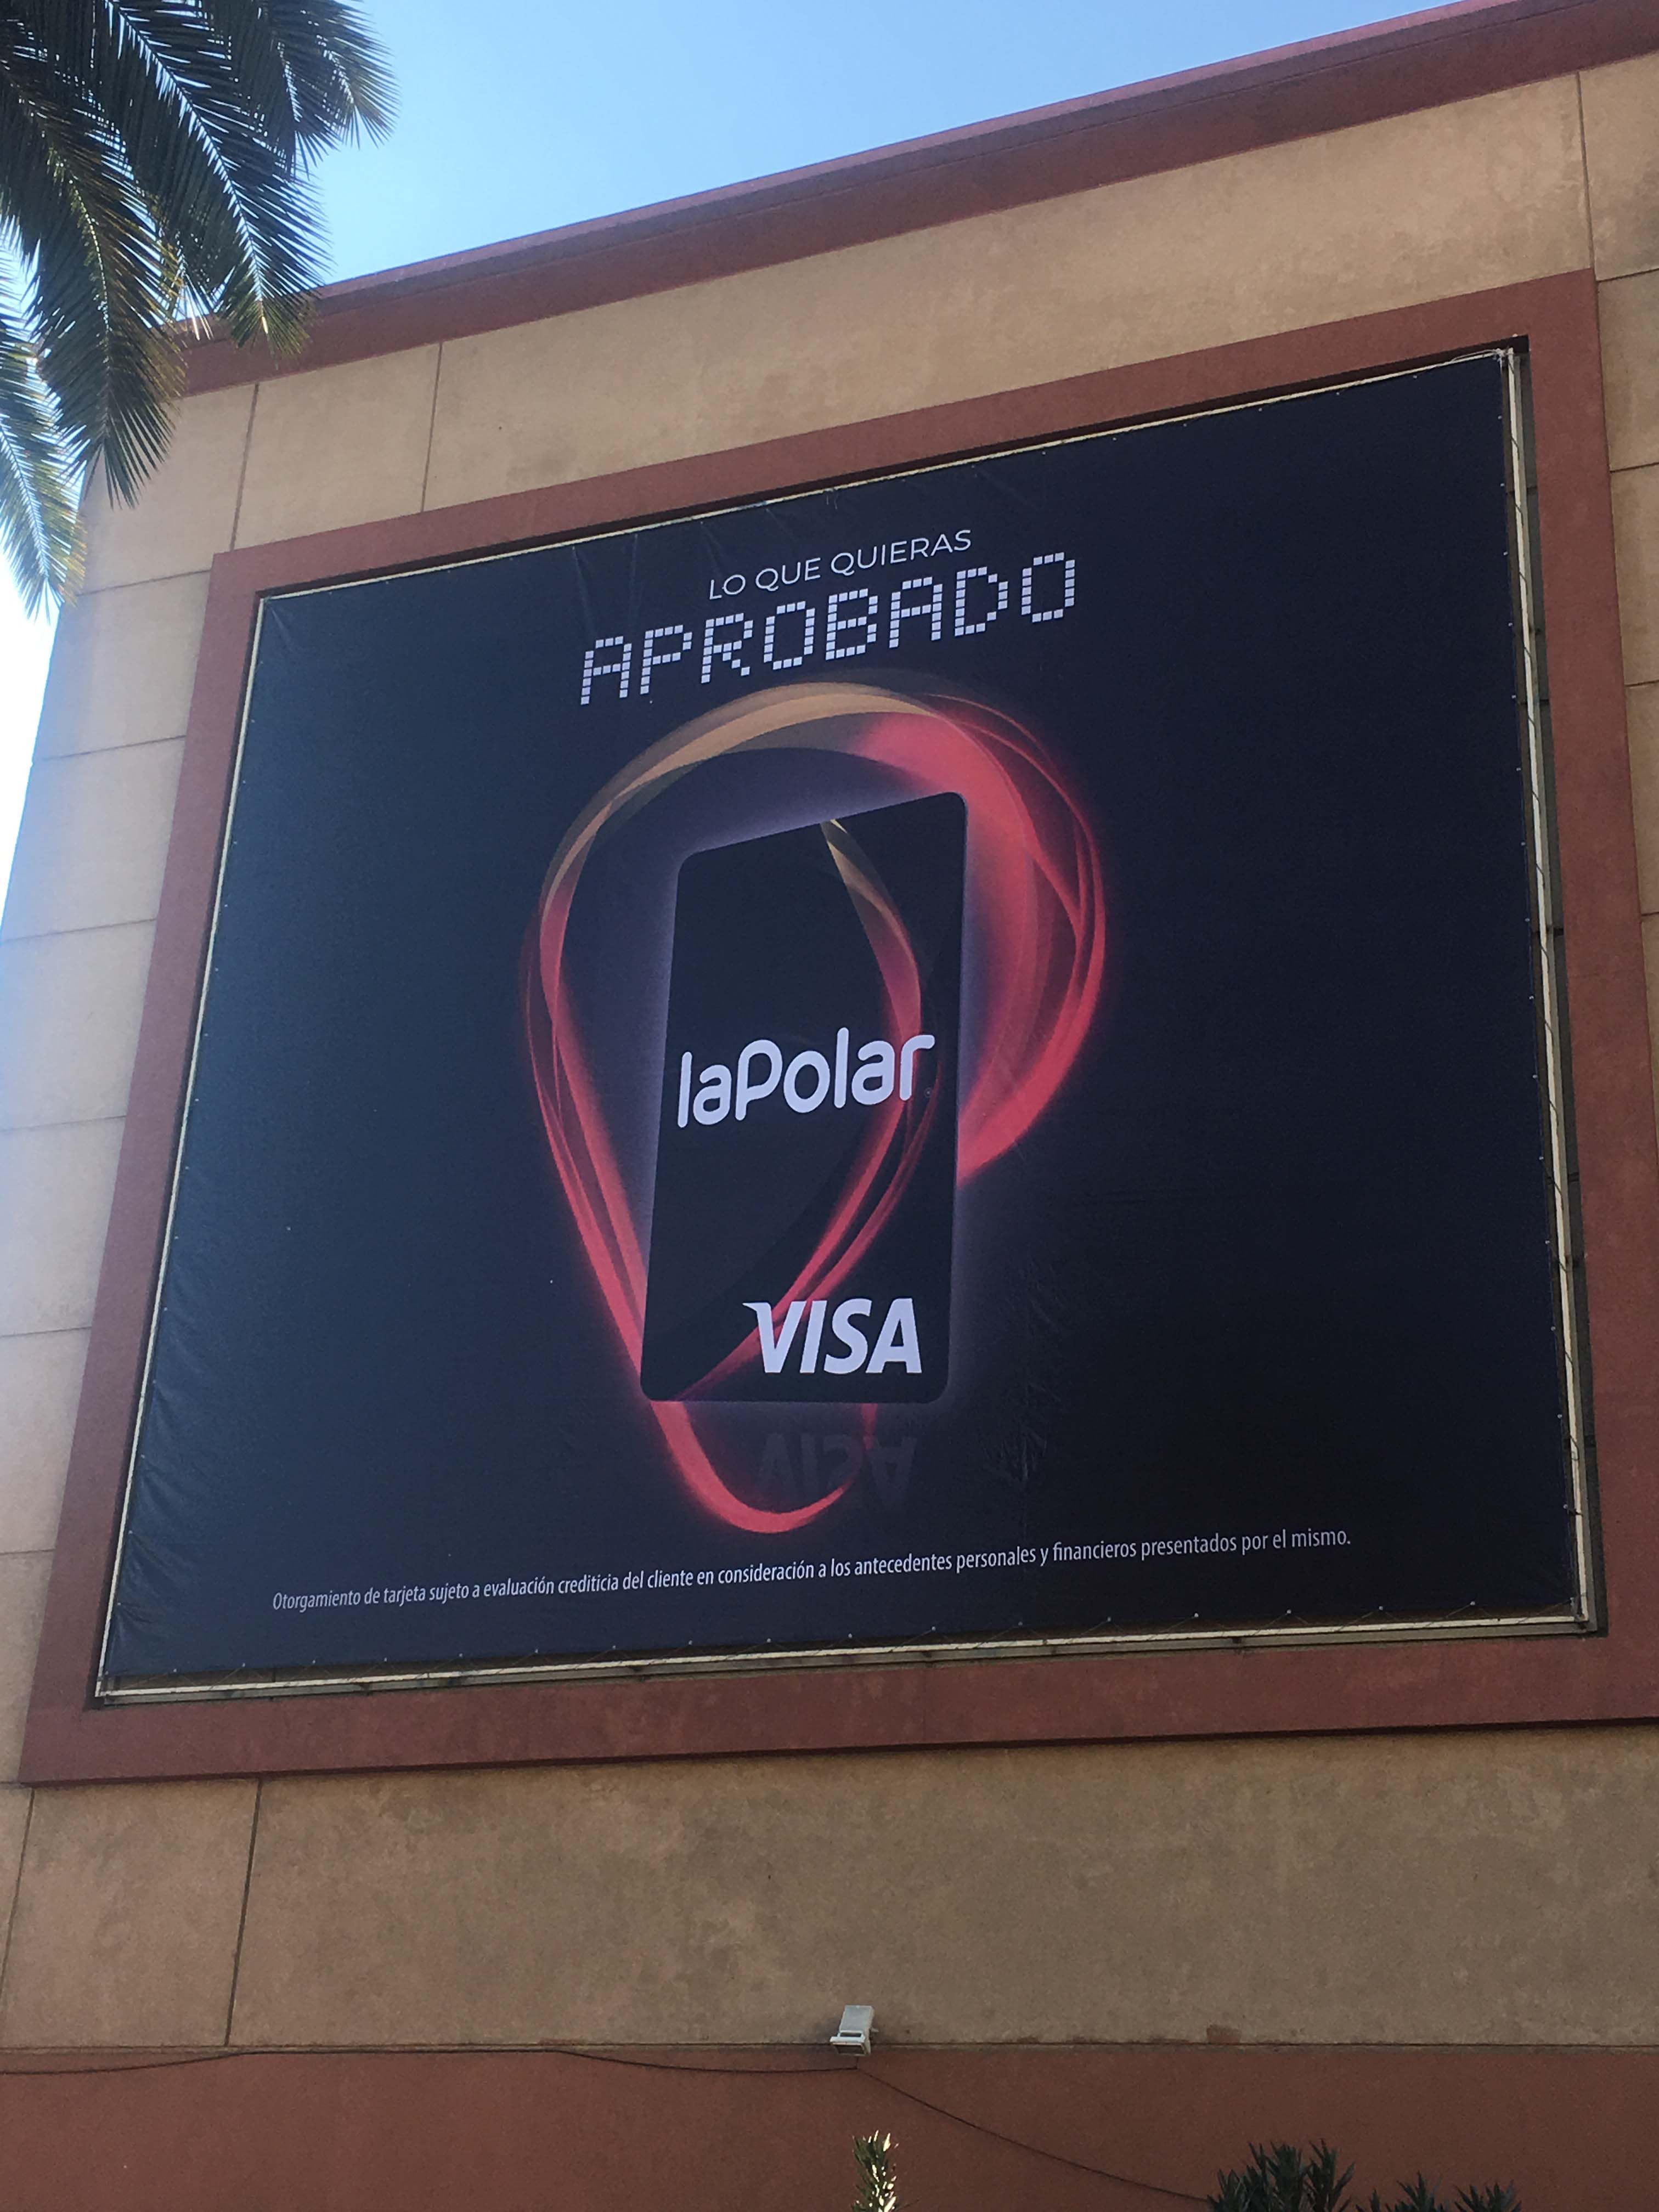 LO QUE QUIERAS
APROBADO
laPolar
VISA
VISA
Otorgamiento de tarjeta sujeto a evaluación crediticia del cliente en consideración a los antecedentes personales y financieros presentados por el mismo.